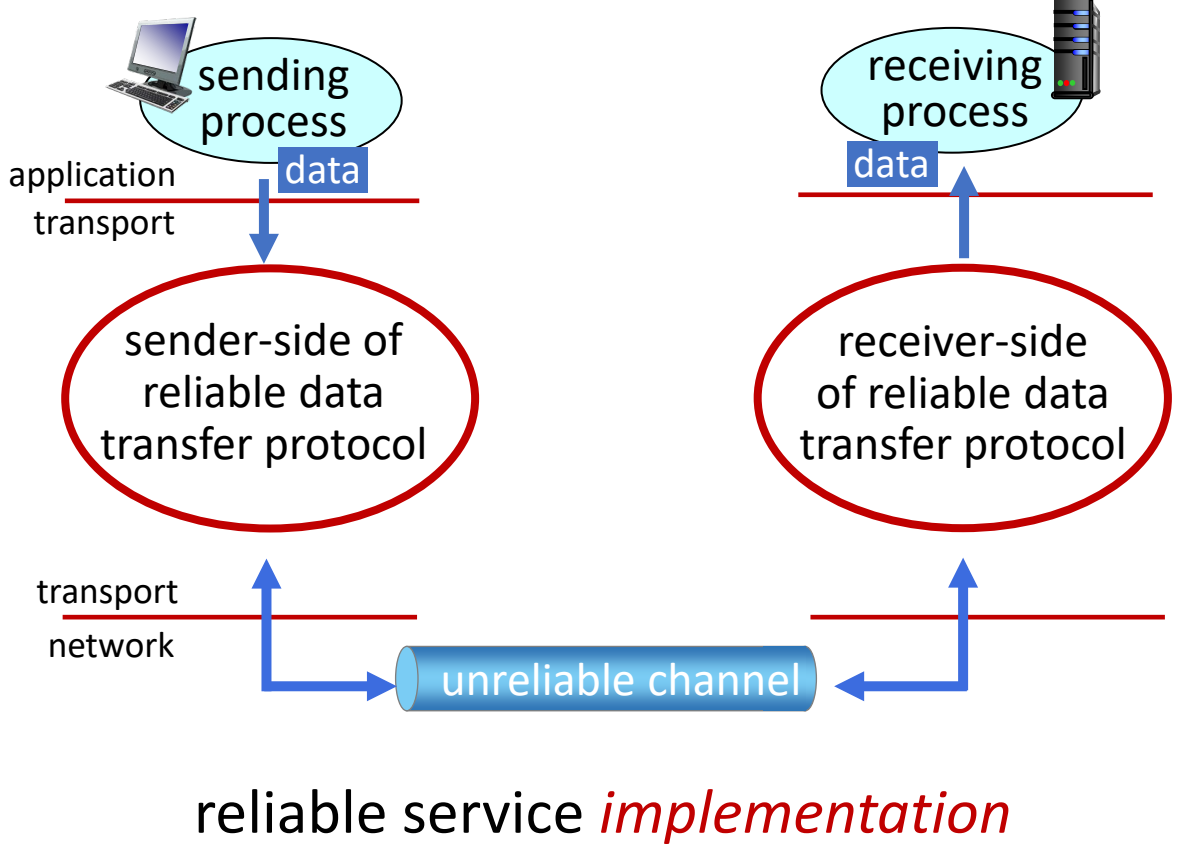 sending
process
data
application
transport
receiving
process
data
sender-side of
reliable data
transfer protocol
receiver-side
of reliable data
transfer protocol
transport
network
unreliable channel
reliable service implementation